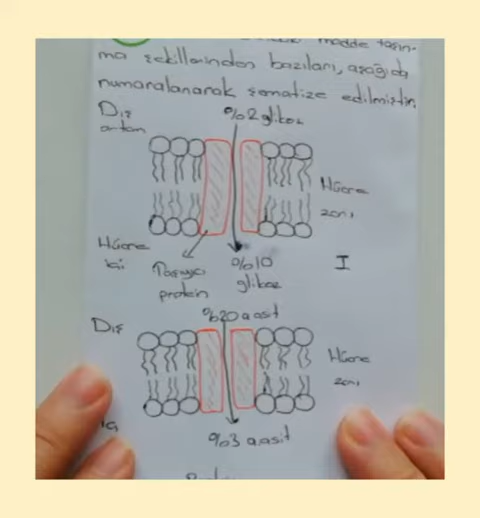 madde taşın-
ma şekillerinden bazıları, aşağıda
numaralanarak şematize edilmiştir.
Dış
ortam
%2 glikoz
Hücre
zarı
Hücre
içi
Taşıyıcı
protein
%10
glikoz
I
%20 a.asit
Dış
Hücre
zarı
İç
%3 a.asit